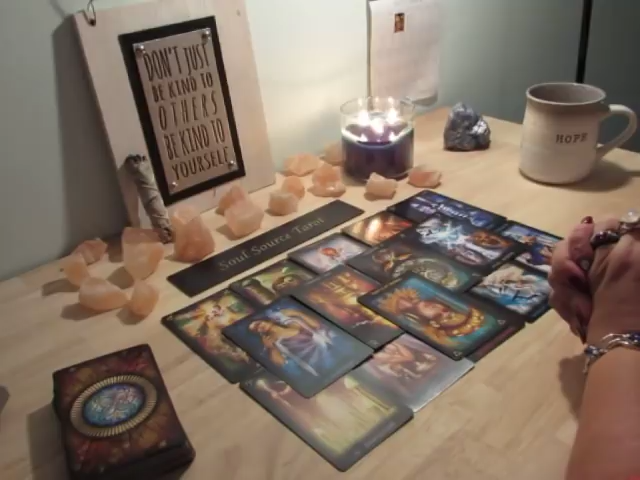 DON'T JUST
BE KIND TO
OTHERS
BE KIND TO
YOURSELF
Soul Source Tarot
HOPE